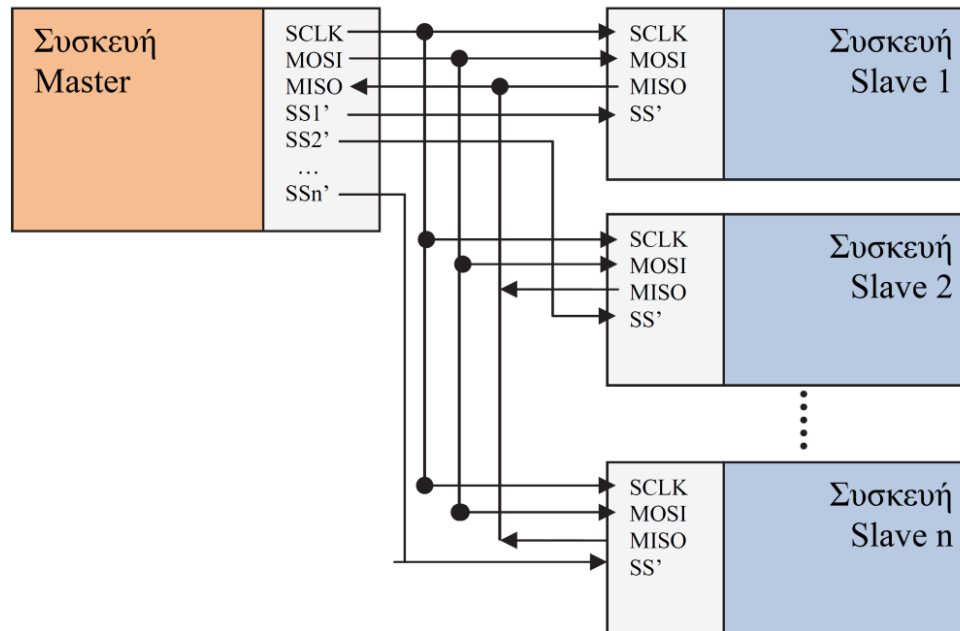 Συσκευή
Master
SCLK
MOSI
MISO
SS1’
SS2’
…
SSn’
SCLK
MOSI
MISO
SS’
Συσκευή
Slave 1
SCLK
MOSI
MISO
SS’
Συσκευή
Slave 2
SCLK
MOSI
MISO
SS’
Συσκευή
Slave n